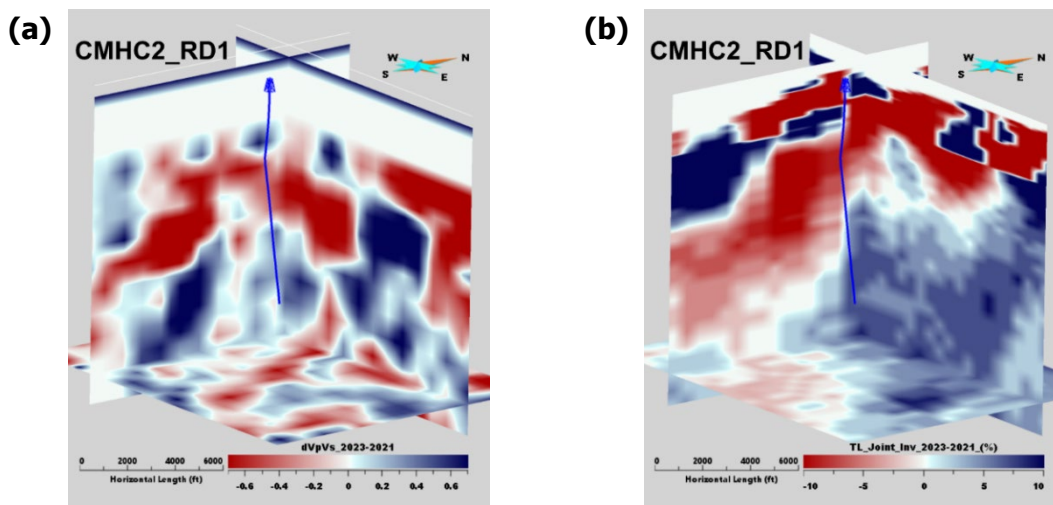 (a)
CMHC2_RD1
W
N
S
E
dVpVs_2023-2021
0 2000 4000 6000
Horizontal Length (ft)
-0.6 -0.4 -0.2 0 0.2 0.4 0.6
(b)
CMHC2_RD1
W
N
S
E
TL_Joint_Inv_2023-2021_(%)
0 2000 4000 6000
Horizontal Length (ft)
-10 -5 0 5 10